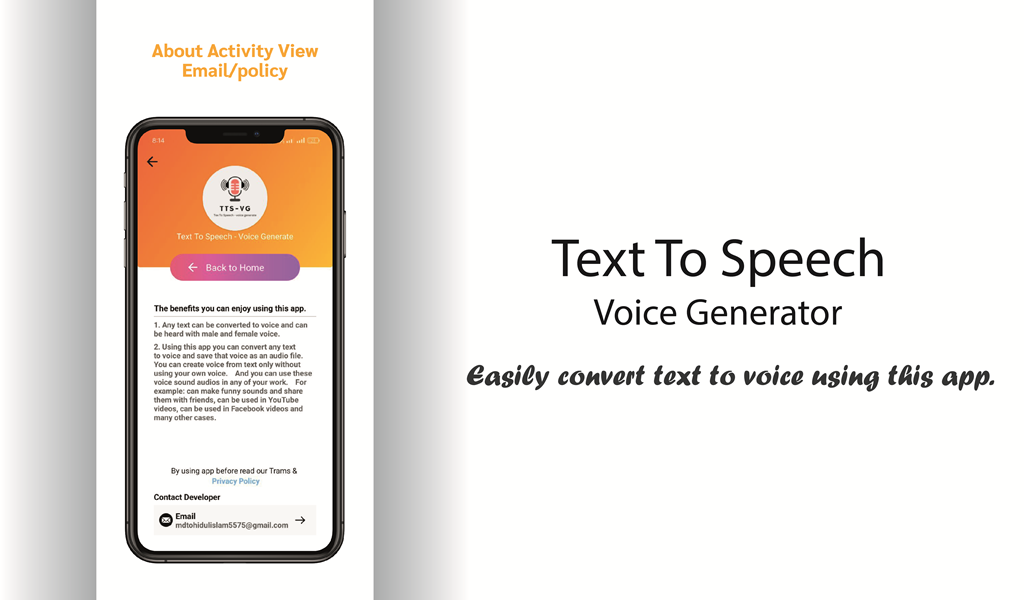 About Activity View
Email/policy
8:14
TTS-VG
Text To Speech - voice generate
Text To Speech - Voice Generate
Back to Home
The benefits you can enjoy using this app.
1. Any text can be converted to voice and can
be heard with male and female voice.
2. Using this app you can convert any text
to voice and save that voice as an audio file.
You can create voice from text only without
using your own voice. And you can use these
voice sound audios in any of your work. For
example: can make funny sounds and share
them with friends, can be used in YouTube
videos, can be used in Facebook videos and
many other cases.
By using app before read our Trams &
Privacy Policy
Contact Developer
Email
mdtohidulislam5575@gmail.com
Text To Speech
Voice Generator
Easily convert text to voice using this app.